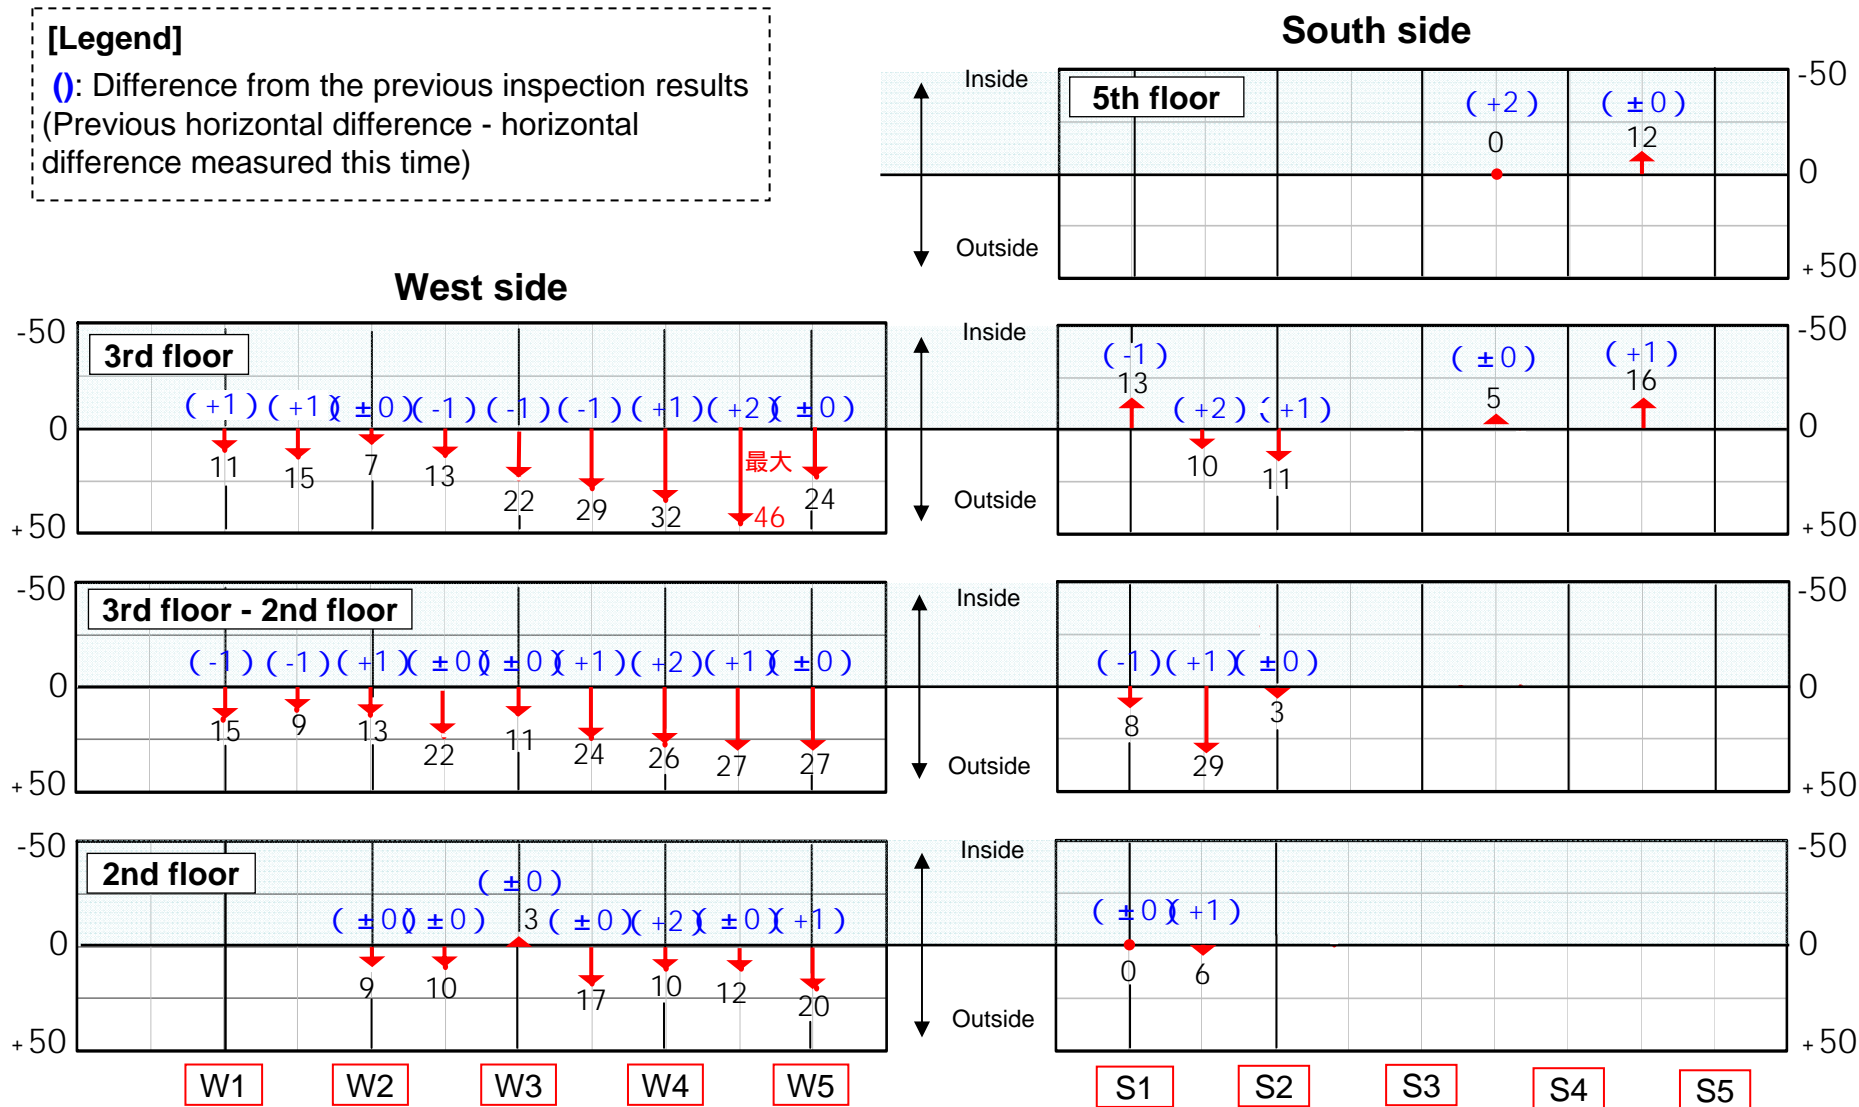 [Legend]
(): Difference from the previous inspection results
(Previous horizontal difference - horizontal
difference measured this time)
South side
Inside
5th floor
-50
(+2) (±0)
0 12
0
Outside
+50
West side
-50
3rd floor
(+1) (+1) (±0) (-1) (-1) (-1) (+1) (+2) (±0)
0
11 15 7 13 22 29 32 最大 46 24
+50
Inside
Outside
-50
(-1) (+2) (+1) (±0) (+1)
13 10 11 5 16
0
+50
-50
3rd floor - 2nd floor
(-1) (-1) (+1) (±0) (±0) (+1) (+2) (+1) (±0)
0
15 9 13 22 11 24 26 27 27
+50
Inside
Outside
-50
(-1) (+1) (±0)
0
8 29 3
+50
-50
2nd floor
(±0)
(±0) (±0) 3 (±0) (+2) (±0) (+1)
0
9 10 17 10 12 20
+50
Inside
Outside
-50
(±0) (+1)
0
0 6
+50
W1 W2 W3 W4 W5 S1 S2 S3 S4 S5